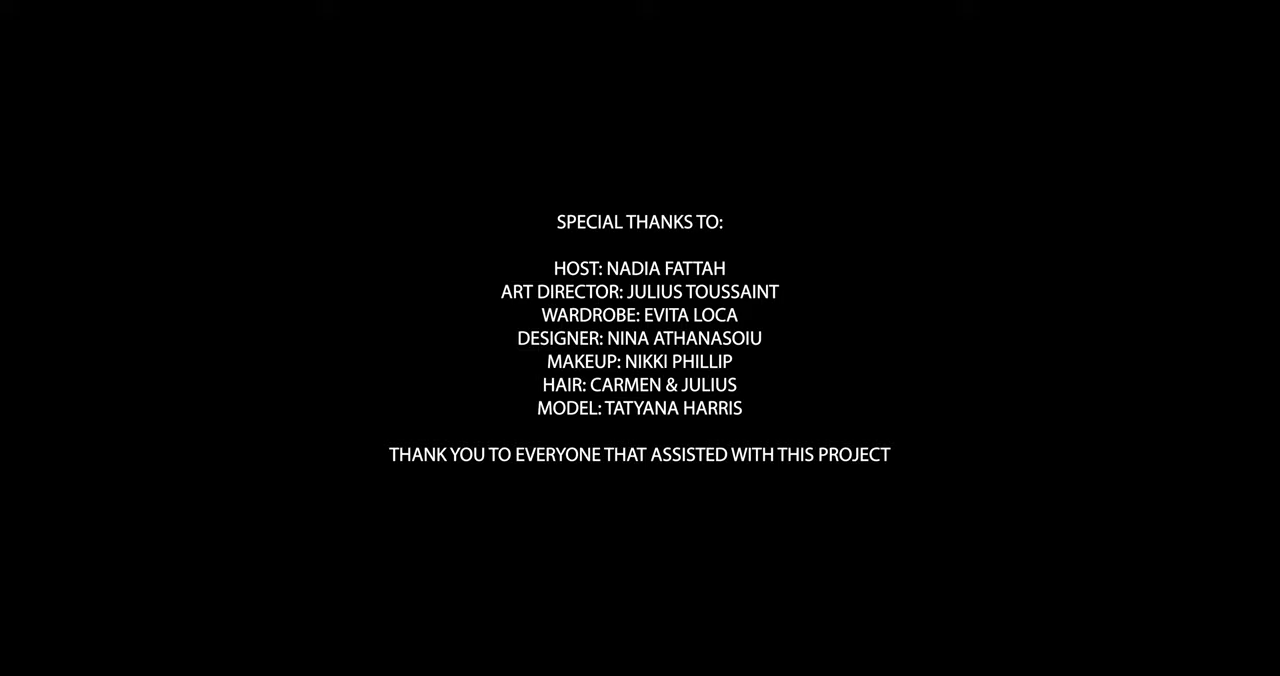 SPECIAL THANKS TO:
HOST: NADIA FATTAH
ART DIRECTOR: JULIUS TOUSSAINT
WARDROBE: EVITA LOCA
DESIGNER: NINA ATHANASOIU
MAKEUP: NIKKI PHILLIP
HAIR: CARMEN & JULIUS
MODEL: TATYANA HARRIS
THANK YOU TO EVERYONE THAT ASSISTED WITH THIS PROJECT